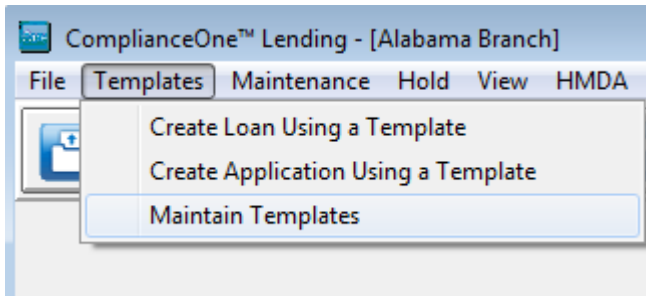 ComplianceOne™ Lending - [Alabama Branch]
File Templates Maintenance Hold View HMDA
Create Loan Using a Template
Create Application Using a Template
Maintain Templates